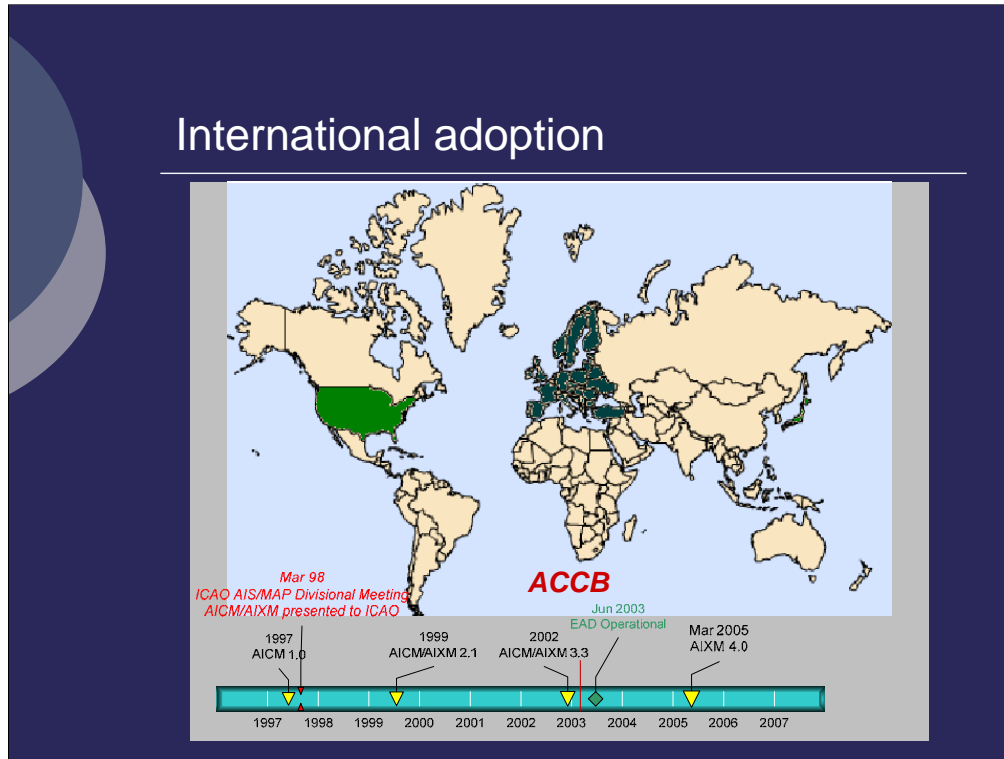 International adoption
Mar 98
ICAO AIS/MAP Divisional Meeting
AICM/AIXM presented to ICAO
ACCB
Jun 2003
EAD Operational
1997
AICM 1.0
1999
AICM/AIXM 2.1
2002
AICM/AIXM 3.3
Mar 2005
AIXM 4.0
1997 1998 1999 2000 2001 2002 2003 2004 2005 2006 2007